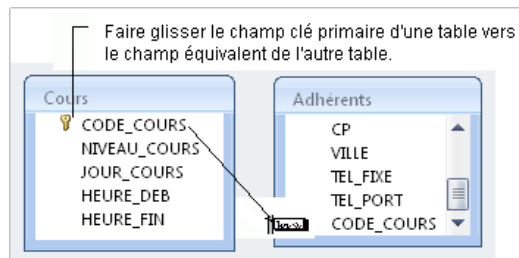 Faire glisser le champ clé primaire d'une table vers
le champ équivalent de l'autre table.
Cours
CODE_COURS
NIVEAU_COURS
JOUR_COURS
HEURE_DEB
HEURE_FIN
Adhérents
CP
VILLE
TEL_FIXE
TEL_PORT
CODE_COURS